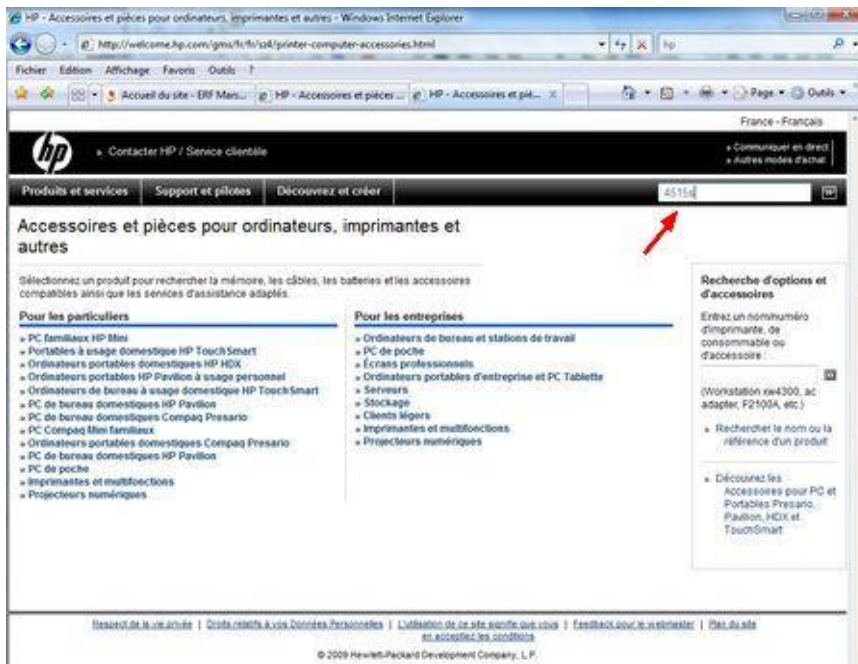 HP - Accessoires et pièces pour ordinateurs, imprimantes et autres - Windows Internet Explorer
http://welcome.hp.com/gms/fr/fr/sz4/printer-computer-accessories.html
hp
Fichier Edition Affichage Favoris Outils ?
Accueil du site - ERF Mars...
HP - Accessoires et pièces ...
HP - Accessoires et piè...
Page
Outils
France - Français
hp
» Contacter HP / Service clientèle
» Communiquer en direct
» Autres modes d'achat
Produits et services
Support et pilotes
Découvrez et créer
4515s
Accessoires et pièces pour ordinateurs, imprimantes et
autres
Sélectionnez un produit pour rechercher la mémoire, les câbles, les batteries et les accessoires
compatibles ainsi que les services d'assistance adaptés.
Pour les particuliers
» PC familiaux HP Mini
» Portables à usage domestique HP TouchSmart
» Ordinateurs portables domestiques HP HDX
» Ordinateurs portables HP Pavilion à usage personnel
» Ordinateurs de bureau à usage domestique HP TouchSmart
» PC de bureau domestiques HP Pavilion
» PC de bureau domestiques Compaq Presario
» PC Compaq Mini familiaux
» Ordinateurs portables domestiques Compaq Presario
» PC de bureau domestiques HP Pavilion
» PC de poche
» Imprimantes et multifonctions
» Projecteurs numériques
Pour les entreprises
» Ordinateurs de bureau et stations de travail
» PC de poche
» Écrans professionnels
» Ordinateurs portables d'entreprise et PC Tablette
» Serveurs
» Stockage
» Clients légers
» Imprimantes et multifonctions
» Projecteurs numériques
Recherche d'options et
d'accessoires
Entrez un nom/numéro
d'imprimante, de
consommable ou
d'accessoire :
(Workstation xw4300, ac
adapter, F2100A, etc.)
» Rechercher le nom ou la
référence d'un produit
» Découvrez les
Accessoires pour PC et
Portables Presario,
Pavilion, HDX et
TouchSmart
Respect de la vie privée | Droits relatifs à vos Données Personnelles | L'utilisation de ce site signifie que vous | Feedback pour le webmaster | Plan du site
en acceptez les conditions
© 2009 Hewlett-Packard Development Company, L.P.